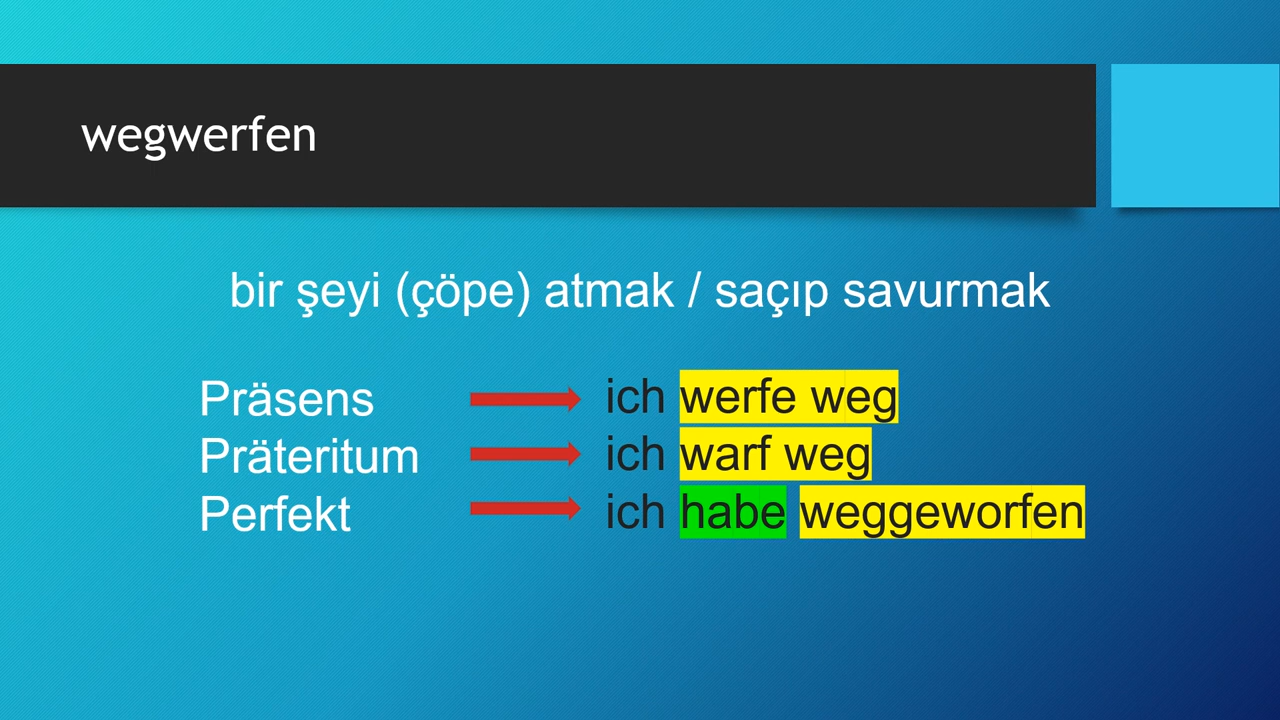 wegwerfen
bir şeyi (çöpe) atmak / saçıp savurmak
Präsens ich werfe weg
Präteritum ich warf weg
Perfekt ich habe weggeworfen